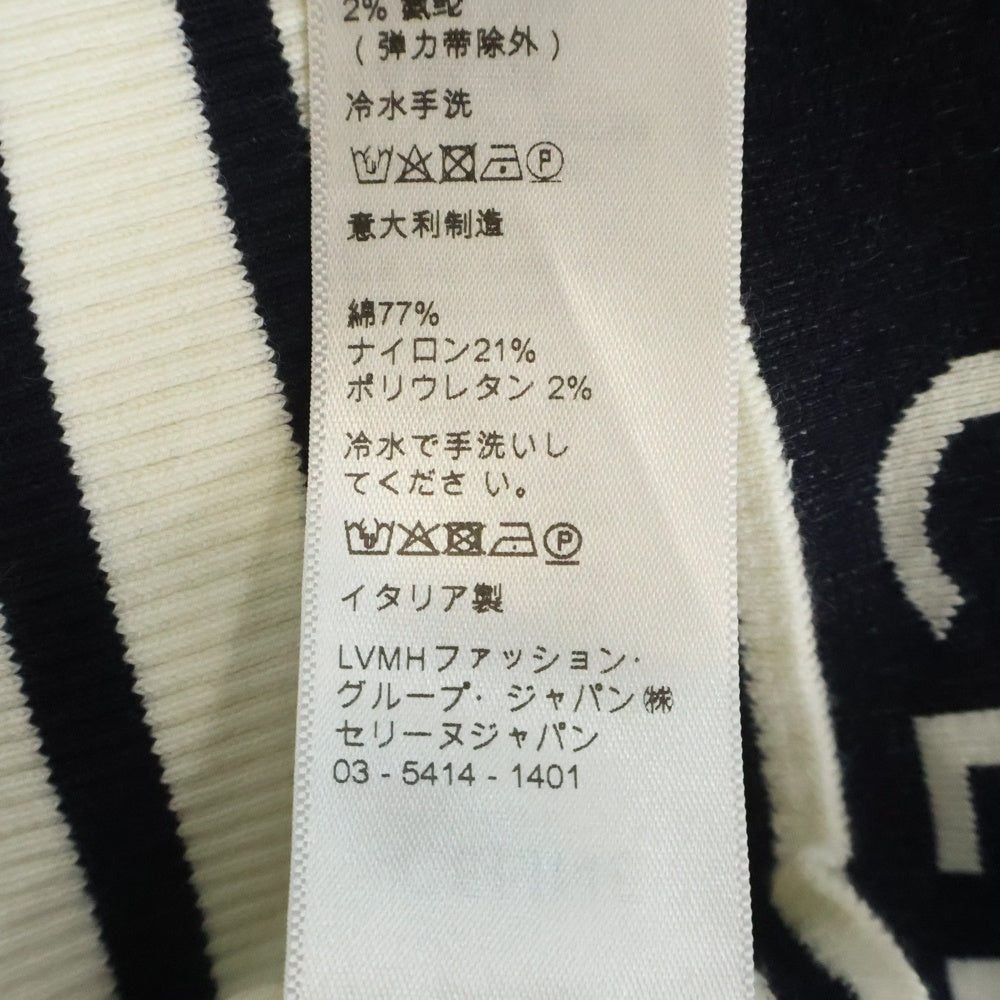 2%
（弹力带除外）
冷水手洗
P
意大利制造
綿77%
ナイロン21%
ポリウレタン 2%
冷水で手洗いし
てくださ い。
P
イタリア製
LVMHファッション・
グループ・ジャパン㈱
セリーヌジャパン
03 - 5414 - 1401